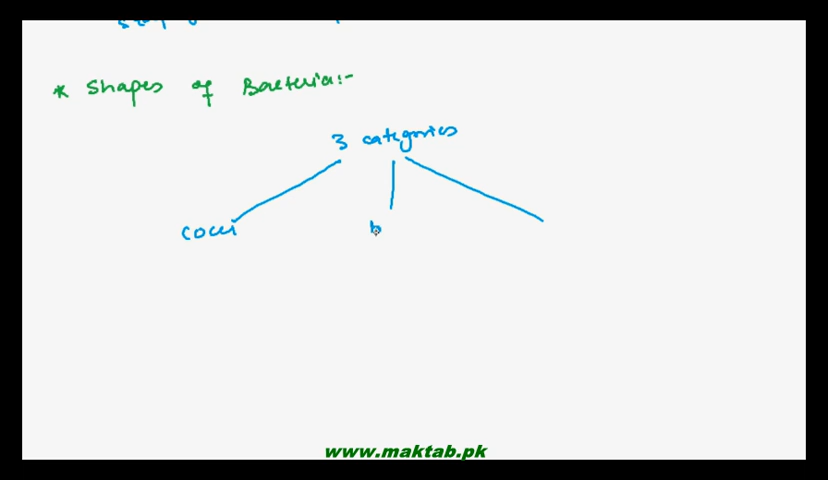 * Shapes of Bacteria:-
3 categories
cocci
b
www.maktab.pk